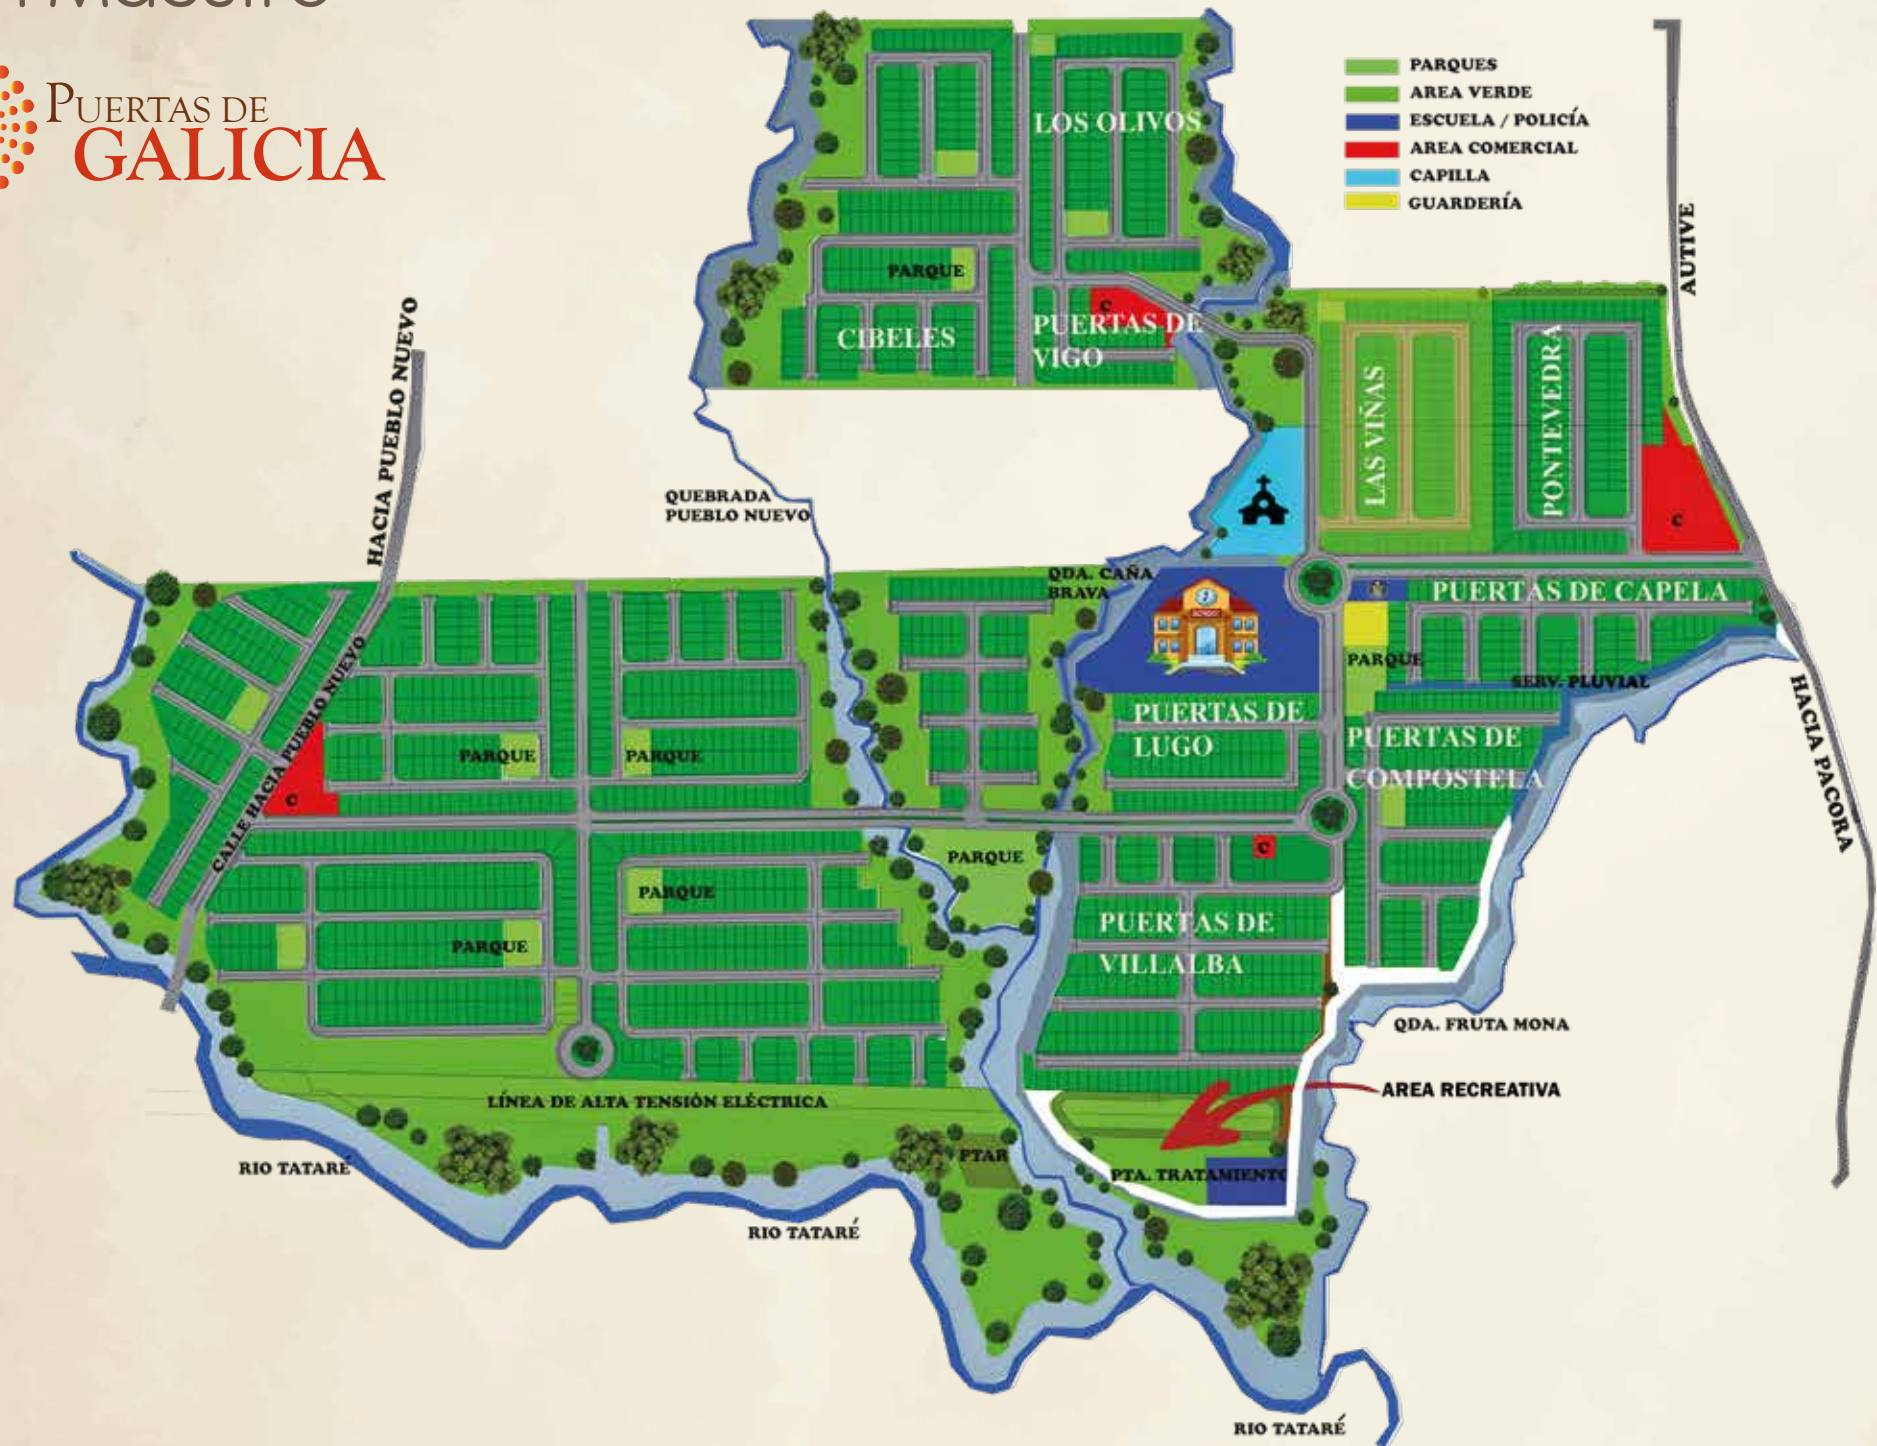 PUERTAS DE
GALICIA
PARQUES
AREA VERDE
ESCUELA / POLICÍA
AREA COMERCIAL
CAPILLA
GUARDERÍA
LOS OLIVOS
AUTIVE
PARQUE
C
CIBELES
PUERTAS DE
VIGO
HACIA PUEBLO NUEVO
LAS VIÑAS
PONTEVEDRA
QUEBRADA
PUEBLO NUEVO
C
QDA. CAÑA
BRAVA
SCHOOL
PUERTAS DE CAPELA
PARQUE
SERV. PLUVIAL
HACIA PACORA
CALLE HACIA PUEBLO NUEVO
PUERTAS DE
LUGO
PUERTAS DE
COMPOSTELA
PARQUE
PARQUE
C
C
PARQUE
PARQUE
PARQUE
PUERTAS DE
VILLALBA
QDA. FRUTA MONA
AREA RECREATIVA
LÍNEA DE ALTA TENSIÓN ELÉCTRICA
PTAR
PTA. TRATAMIENTO
RIO TATARÉ
RIO TATARÉ
RIO TATARÉ